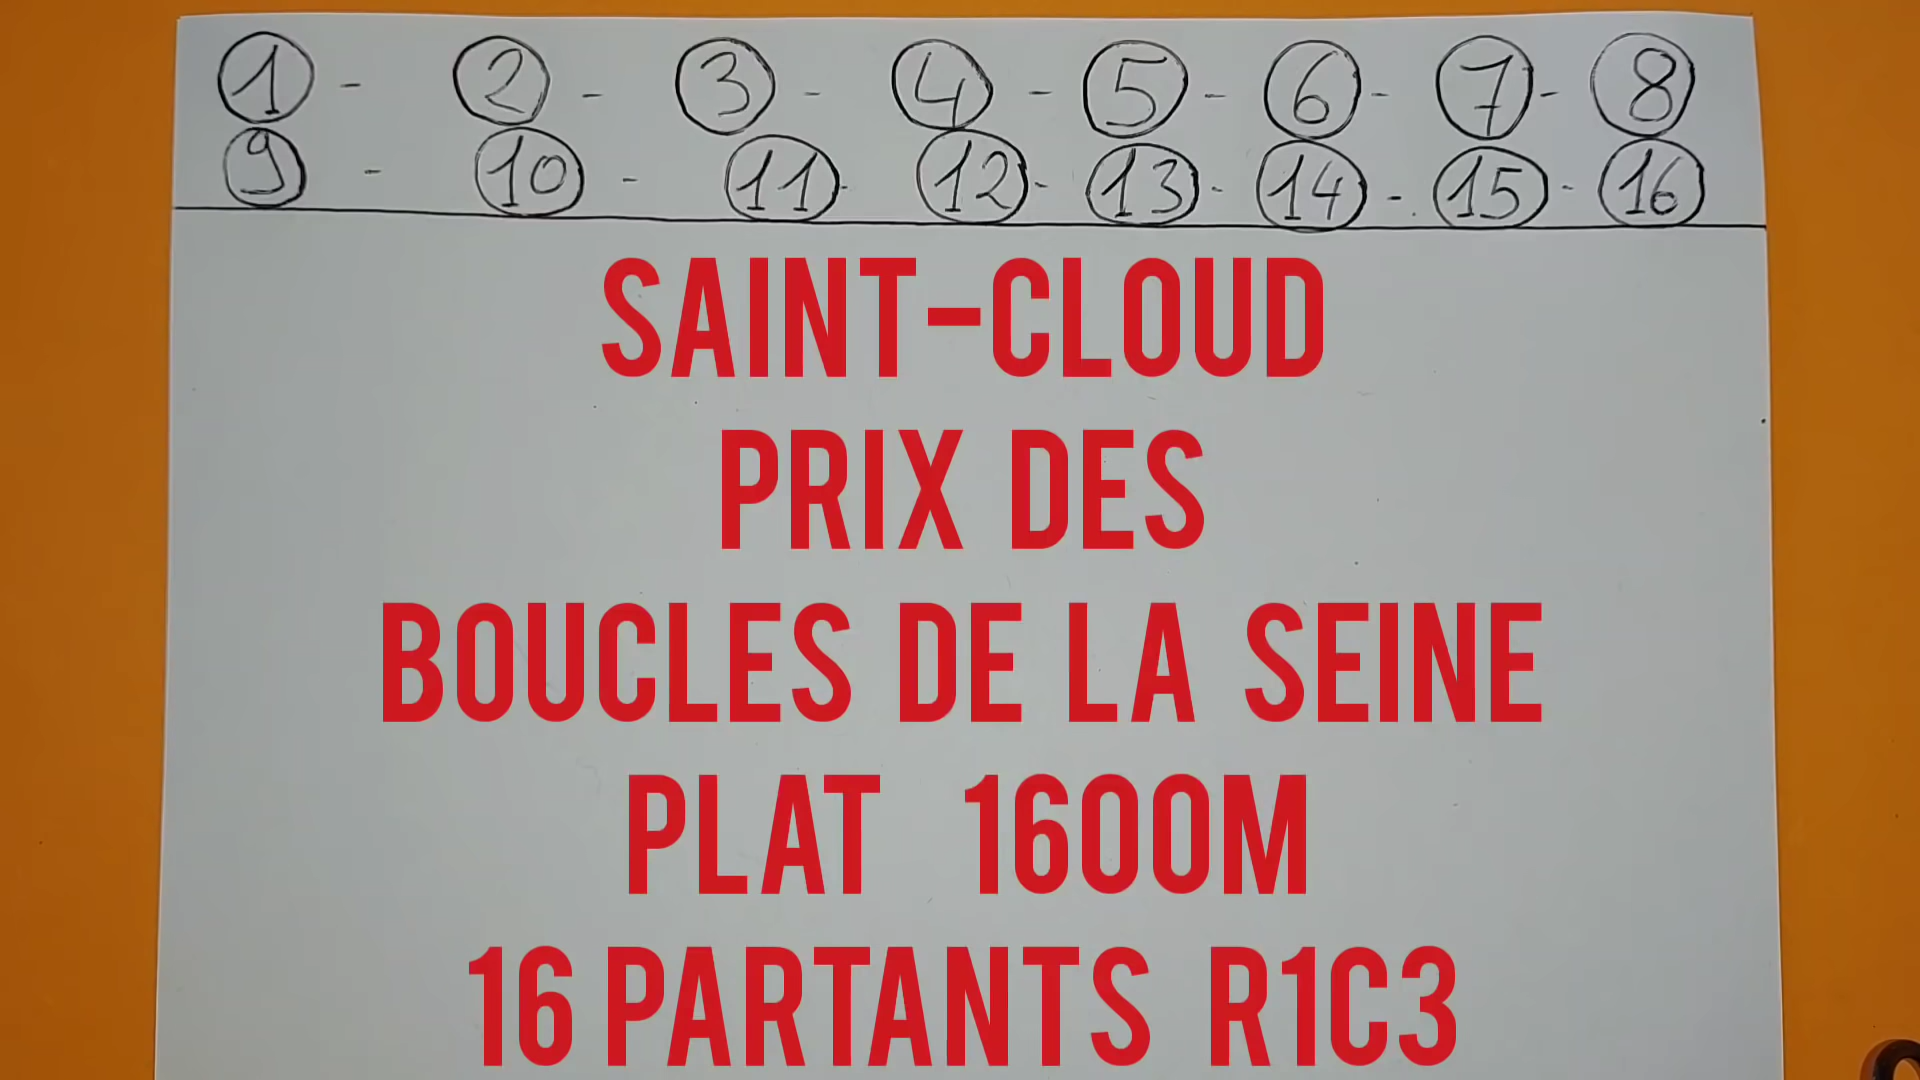 1 - 2 - 3 - 4 - 5 - 6 - 7 - 8
9 - 10 - 11 - 12 - 13 - 14 - 15 - 16
SAINT-CLOUD
PRIX DES
BOUCLES DE LA SEINE
PLAT 1600M
16 PARTANTS R1C3